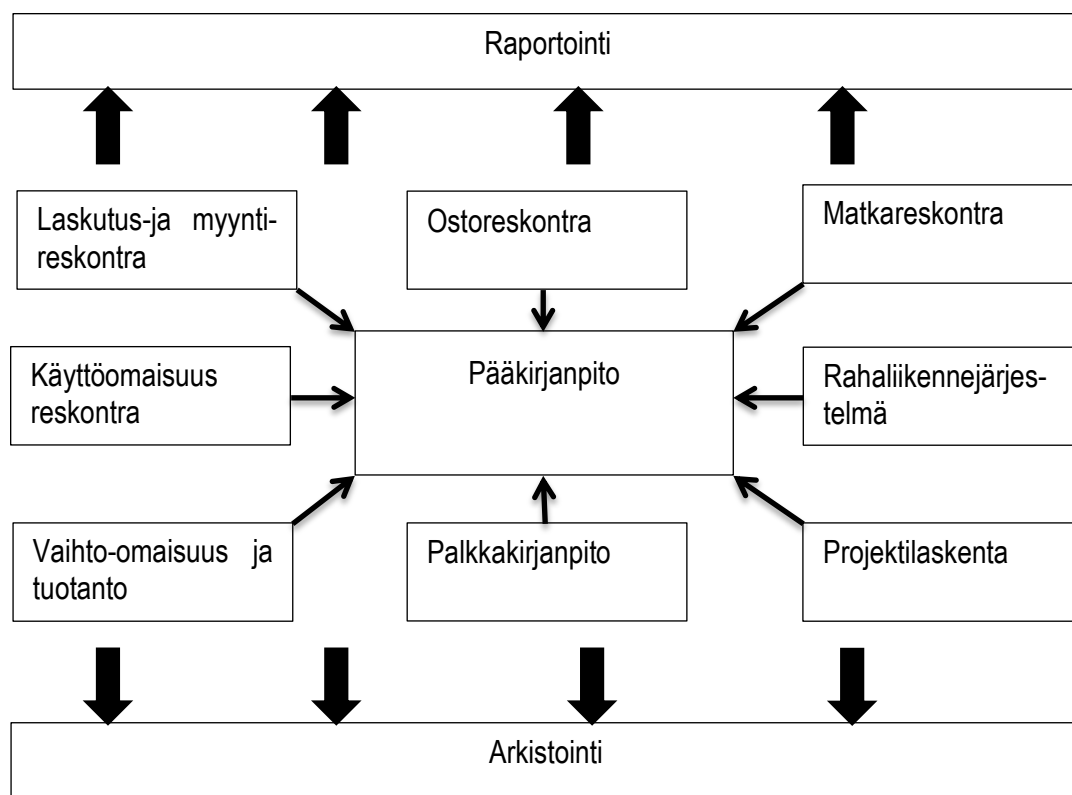 Raportointi
Laskutus-ja myynti-
reskontra
Ostoreskontra
Matkareskontra
Käyttöomaisuus
reskontra
Pääkirjanpito
Rahaliikennejärjes-
telmä
Vaihto-omaisuus ja
tuotanto
Palkkakirjanpito
Projektilaskenta
Arkistointi